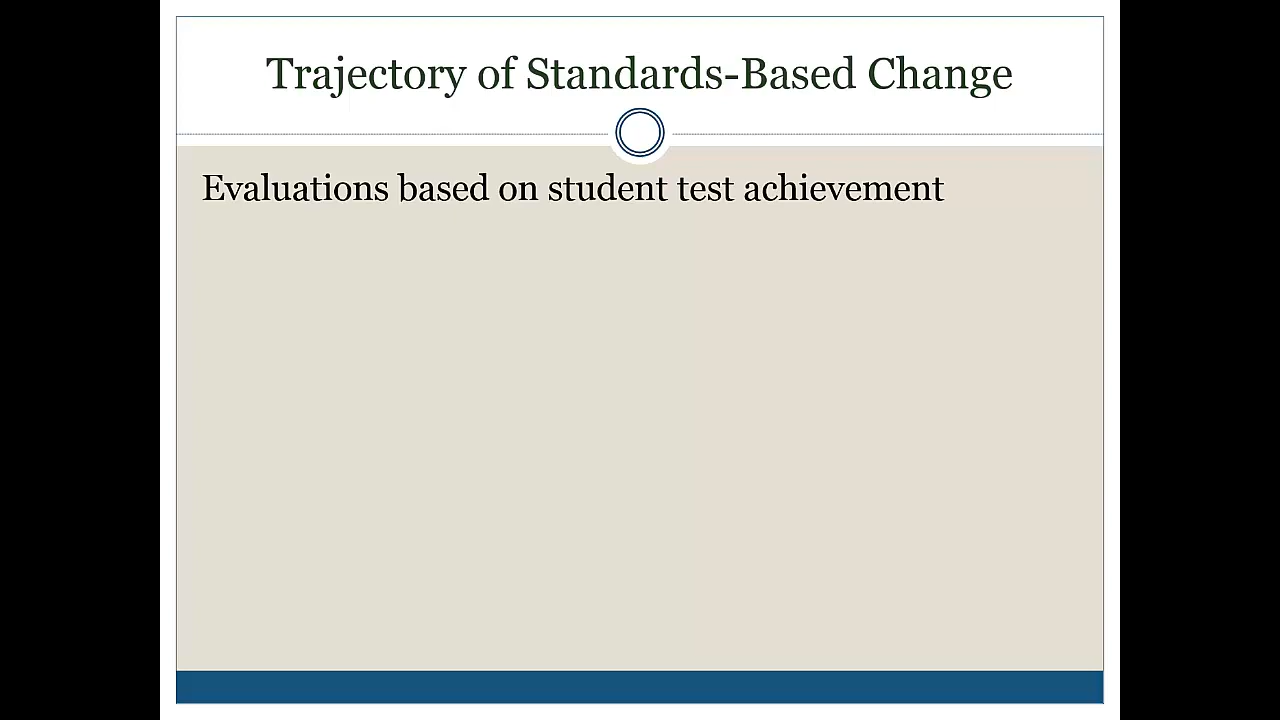 Trajectory of Standards-Based Change
Evaluations based on student test achievement